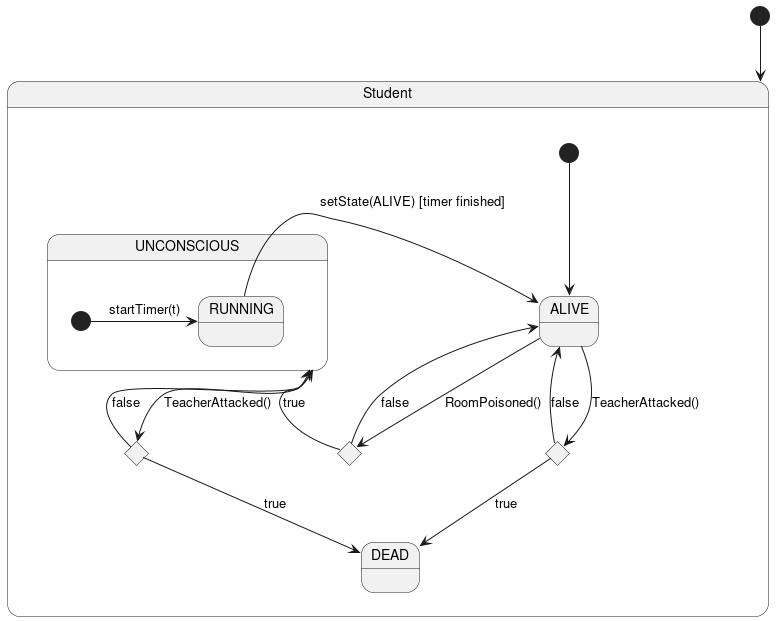 Student
setState(ALIVE) [timer finished]
UNCONSCIOUS
startTimer(t)
RUNNING
ALIVE
false
TeacherAttacked()
true
false
RoomPoisoned()
false
TeacherAttacked()
true
true
DEAD